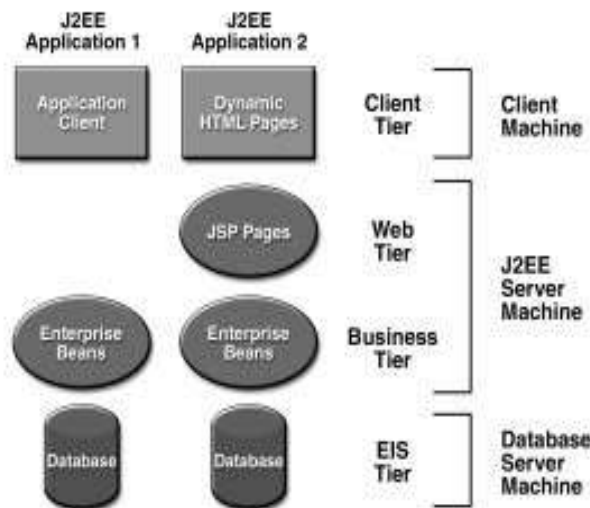 J2EE
Application 1
J2EE
Application 2
Application
Client
Dynamic
HTML Pages
Client
Tier
Client
Machine
JSP Pages
Web
Tier
J2EE
Server
Machine
Enterprise
Beans
Enterprise
Beans
Business
Tier
Database
Database
EIS
Tier
Database
Server
Machine